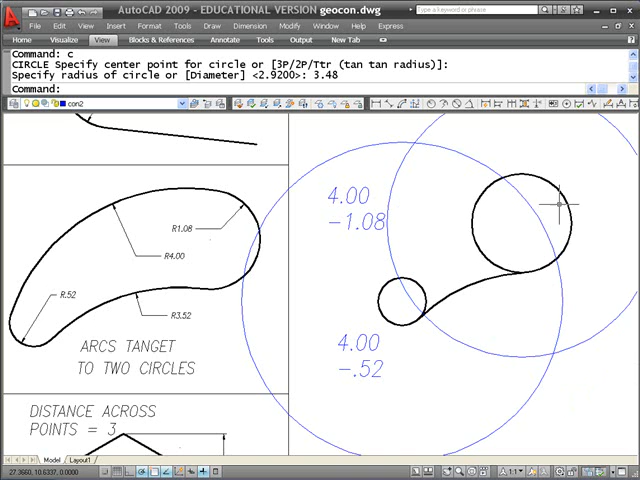 AutoCAD 2009 - EDUCATIONAL VERSION geocon.dwg
Type a keyword or phrase
File Edit View Insert Format Tools Draw Dimension Modify Window Help Express
Home Insert View Blocks & References Annotate Tools Output New Tab
Command: c
CIRCLE Specify center point for circle or [3P/2P/Ttr (tan tan radius)]:
Specify radius of circle or [Diameter] <2.9200>: 3.48
Command:
con2
R1.08
R4.00
R.52
R3.52
ARCS TANGET
TO TWO CIRCLES
DISTANCE ACROSS
POINTS = 3
4.00
-1.08
4.00
-.52
Model Layout1
27.3660, 10.6337, 0.0000
1:1